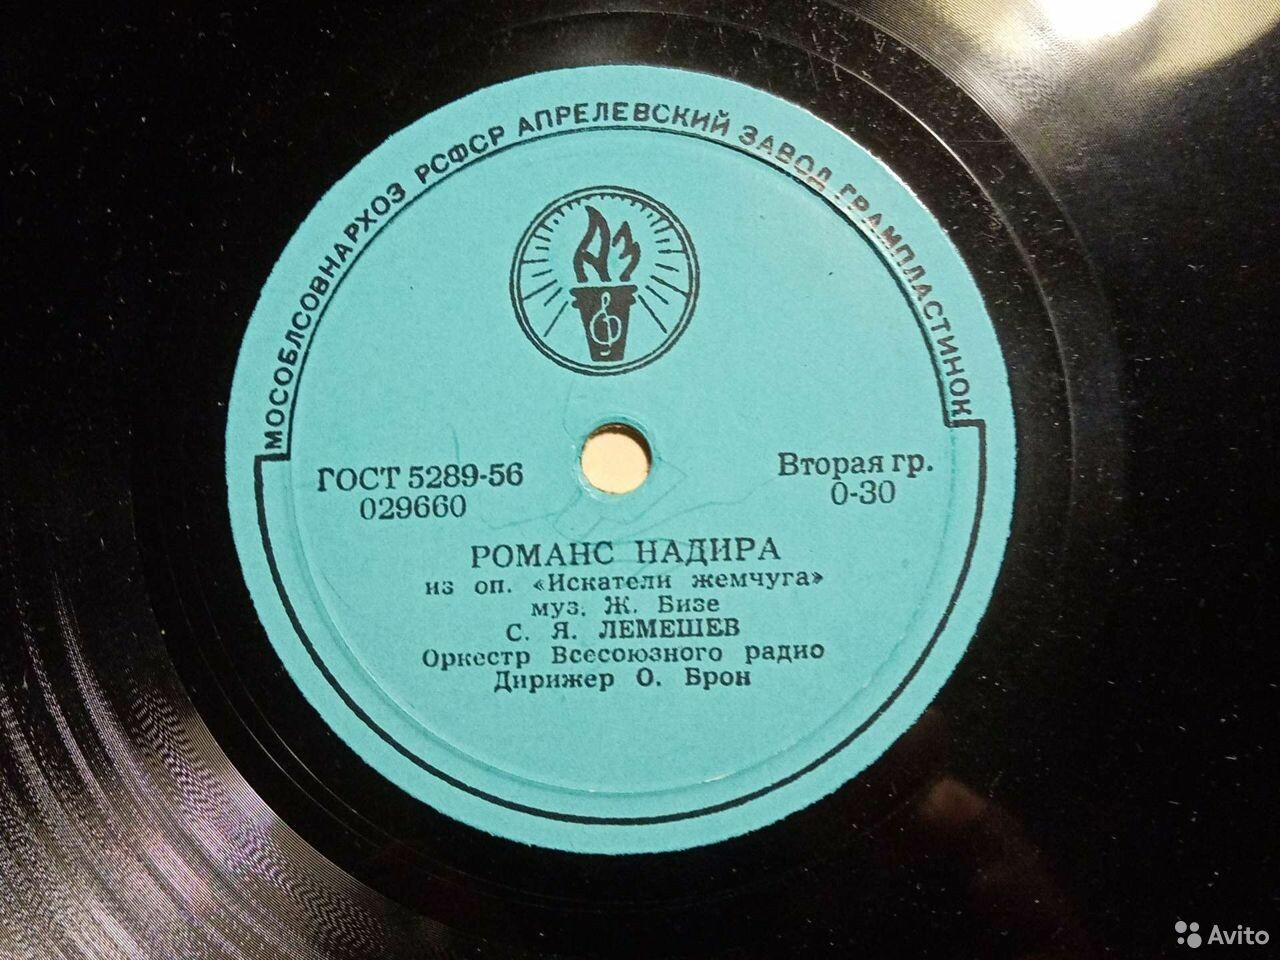 МОСОБЛСОВНАРХОЗ РСФСР АПРЕЛЕВСКИЙ ЗАВОД ГРАМПЛАСТИНОК
АЗ
ГОСТ 5289-56
029660
Вторая гр.
0-30
РОМАНС НАДИРА
из оп. «Искатели жемчуга»
муз. Ж. Бизе
С. Я. ЛЕМЕШЕВ
Оркестр Всесоюзного радио
Дирижер О. Брон
Avito